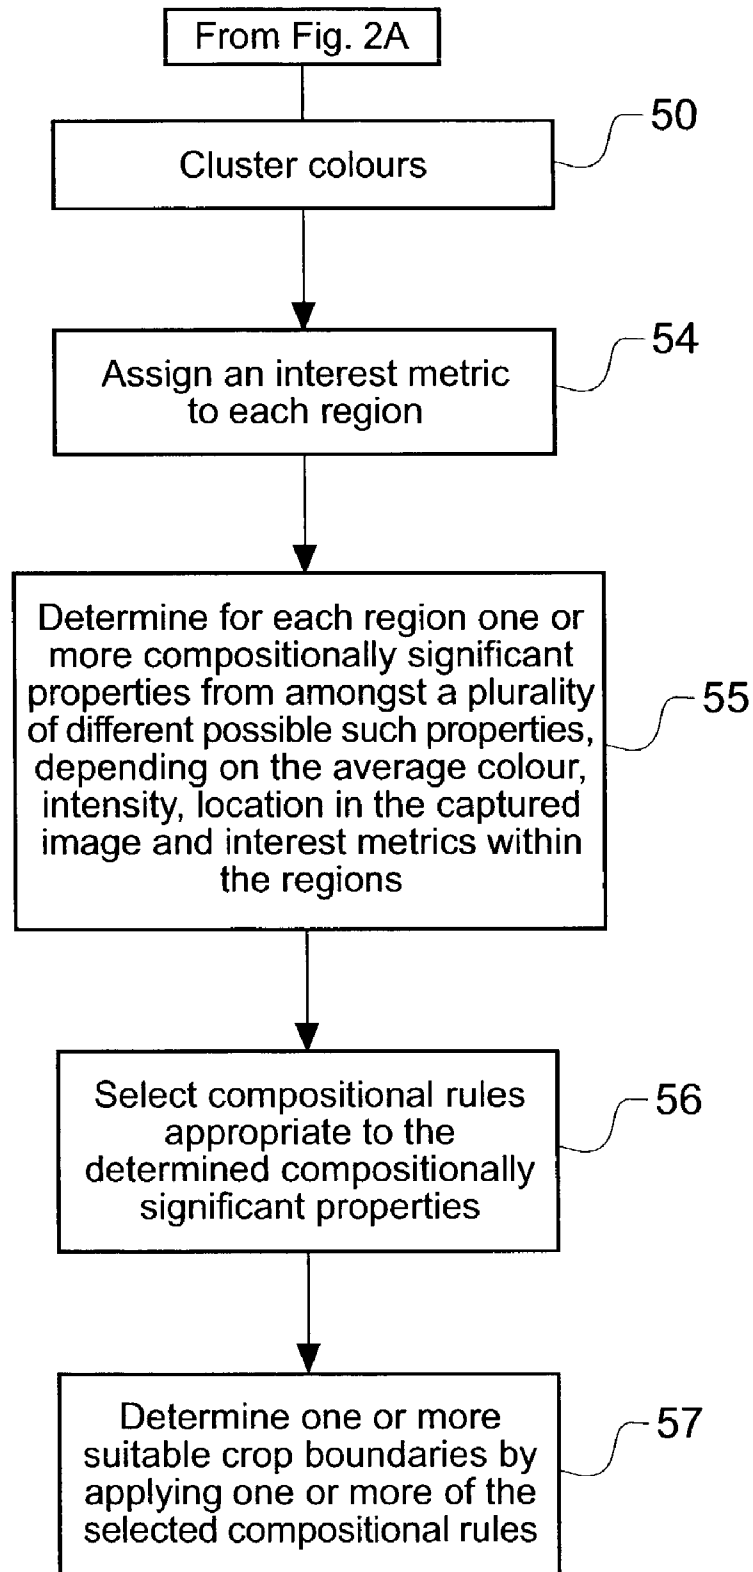 From Fig. 2A
50
Cluster colours
54
Assign an interest metric
to each region
Determine for each region one or
more compositionally significant
properties from amongst a plurality
of different possible such properties,
depending on the average colour,
intensity, location in the captured
image and interest metrics within
the regions
55
Select compositional rules
appropriate to the
determined compositionally
significant properties
56
Determine one or more
suitable crop boundaries by
applying one or more of the
selected compositional rules
57